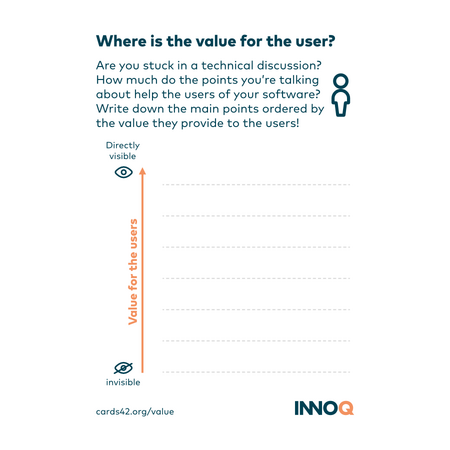 Where is the value for the user?
Are you stuck in a technical discussion?
How much do the points you're talking
about help the users of your software?
Write down the main points ordered by
the value they provide to the users!
Directly
visible
Value for the users
invisible
cards42.org/value
INNOQ